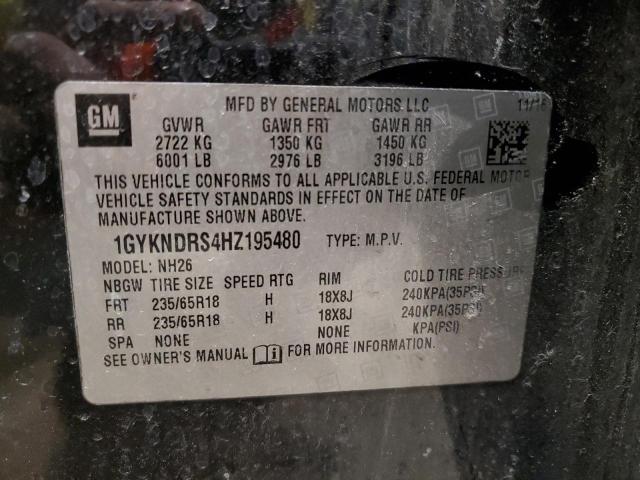 GM
MFD BY GENERAL MOTORS LLC 11/16
GVWR GAWR FRT GAWR RR
2722 KG 1350 KG 1450 KG
6001 LB 2976 LB 3196 LB
THIS VEHICLE CONFORMS TO ALL APPLICABLE U.S. FEDERAL MOTOR
VEHICLE SAFETY STANDARDS IN EFFECT ON THE DATE OF
MANUFACTURE SHOWN ABOVE.
1GYKNDRS4HZ195480 TYPE: M.P.V.
MODEL: NH26
NBGW TIRE SIZE SPEED RTG RIM COLD TIRE PRESSURE
FRT 235/65R18 H 18X8J 240KPA(35PSI)
RR 235/65R18 H 18X8J 240KPA(35PSI)
SPA NONE NONE KPA(PSI)
SEE OWNER'S MANUAL FOR MORE INFORMATION.